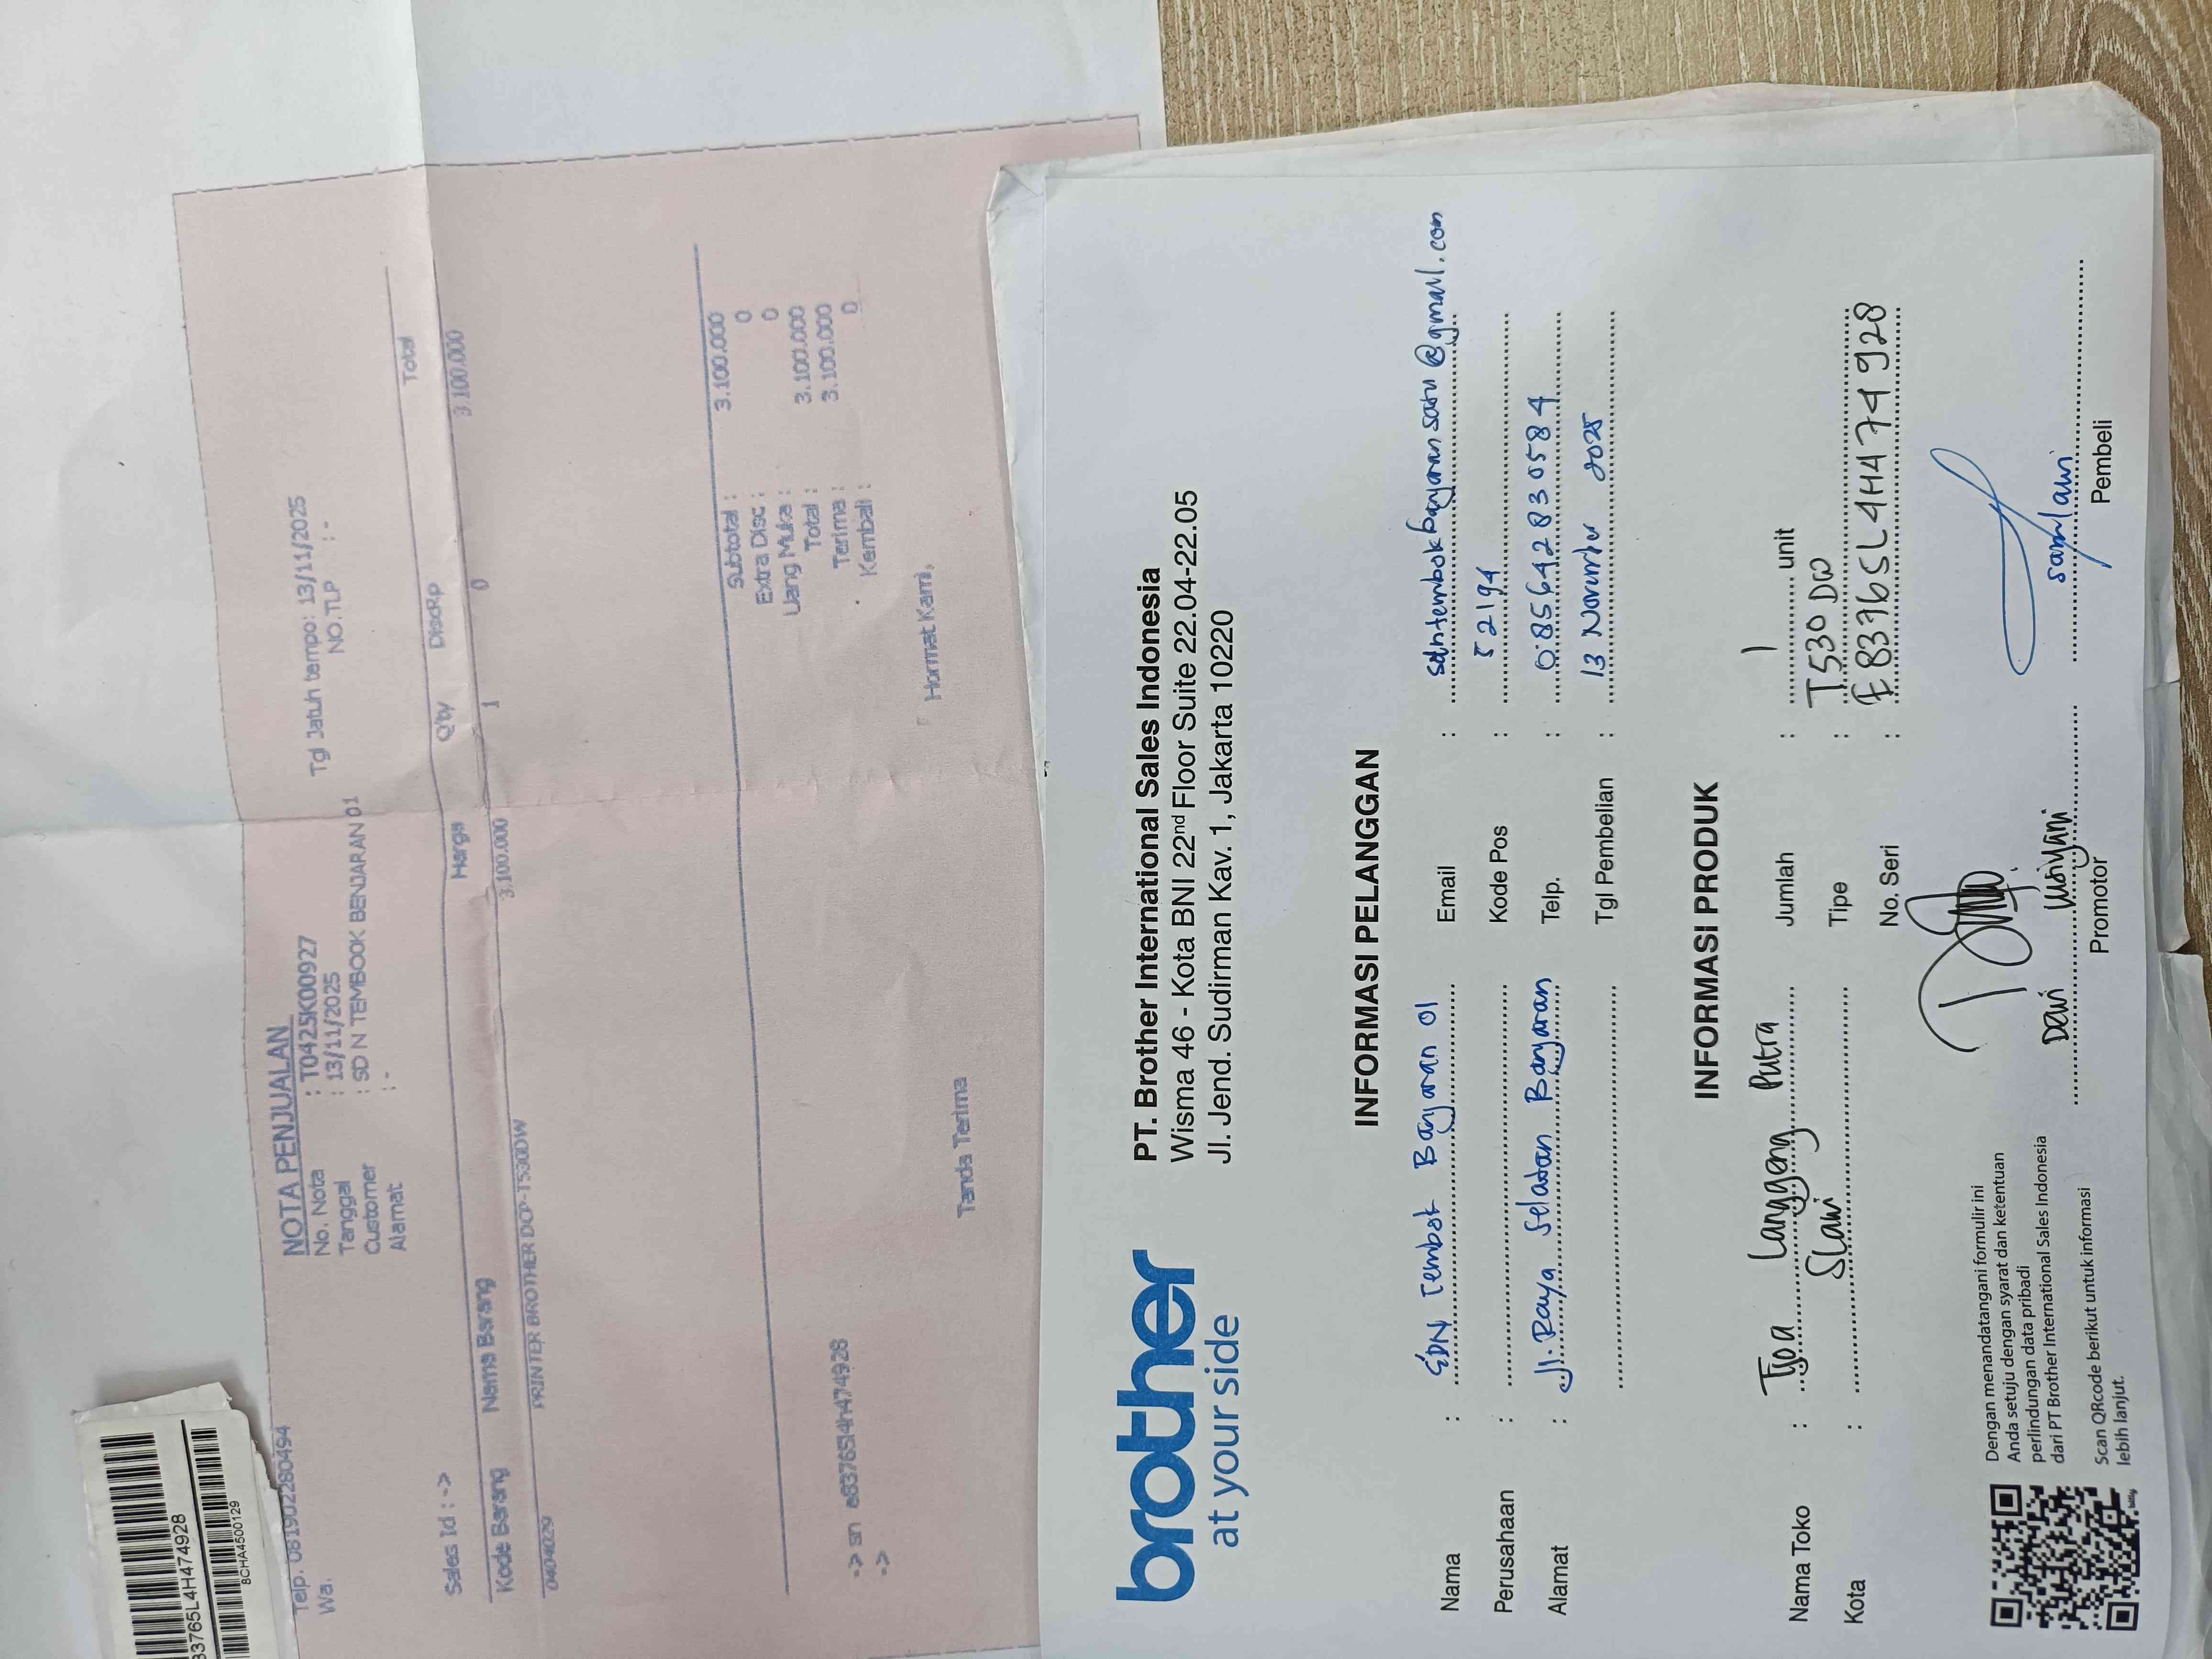 33765L4H474928
8CHA4500129
Telp. 081902280494
Wa.
NOTA PENJUALAN
No. Nota : T0425K00927
Tanggal : 13/11/2025
Customer : SD N TEMBOOK BENJARAN 01
Alamat : -
Tgl Jatuh tempo: 13/11/2025
NO.TLP : -
Sales Id : ->
Kode Barang Nama Barang Harga Q'ty DiscRp Total
0404029 PRINTER BROTHER DCP-T530DW 3.100.000 1 0 3.100.000
Subtotal : 3.100.000
Extra Disc : 0
Uang Muka : 0
Total : 3.100.000
Terima : 3.100.000
Kembali : 0
-> sn e83765l4h474928
->
Tanda Terima
Hormat Kami,
brother
at your side
PT. Brother International Sales Indonesia
Wisma 46 - Kota BNI 22nd Floor Suite 22.04-22.05
Jl. Jend. Sudirman Kav. 1, Jakarta 10220
INFORMASI PELANGGAN
Nama : SDN Tembok Banjaran 01
Perusahaan :
Alamat : Jl. Raya Selatan Banjaran
Email : sdntembokbanjaransatu@gmail.com
Kode Pos : 52194
Telp. : 085642830584
Tgl Pembelian : 13 November 2025
INFORMASI PRODUK
Nama Toko : Tjoa Langgeng Putra
Kota : Slawi
Jumlah : 1 unit
Tipe : T530 DW
No. Seri : E83765L4H474928
Dengan menandatangani formulir ini
Anda setuju dengan syarat dan ketentuan
perlindungan data pribadi
dari PT Brother International Sales Indonesia
Scan QRcode berikut untuk informasi
lebih lanjut.
Dewi
Promotor
Pembeli